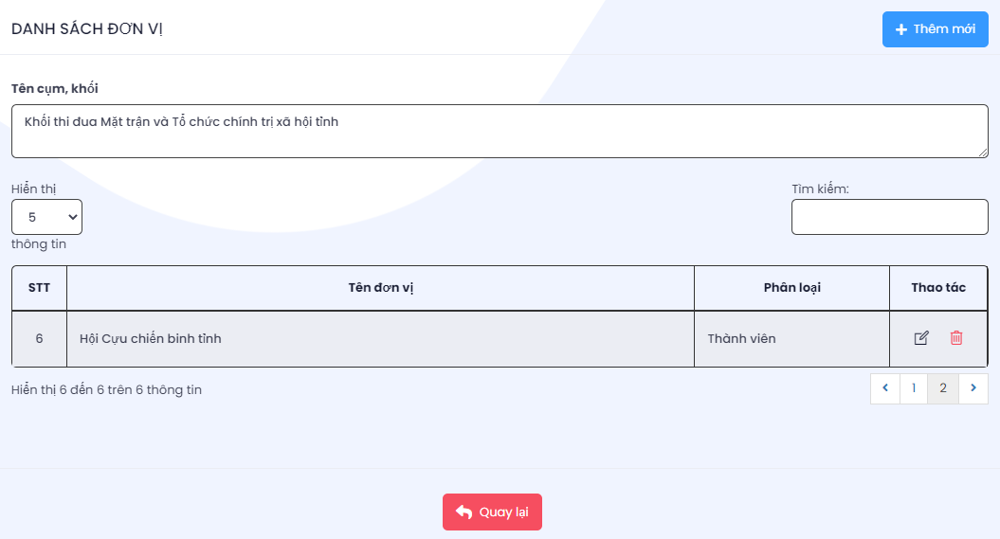 DANH SÁCH ĐƠN VỊ
Thêm mới
Tên cụm, khối
Khối thi đua Mặt trận và Tổ chức chính trị xã hội tỉnh
Hiển thị
Tìm kiếm:
5
thông tin
STT Tên đơn vị Phân loại Thao tác
6 Hội Cựu chiến binh tỉnh Thành viên
Hiển thị 6 đến 6 trên 6 thông tin
1 2
Quay lại